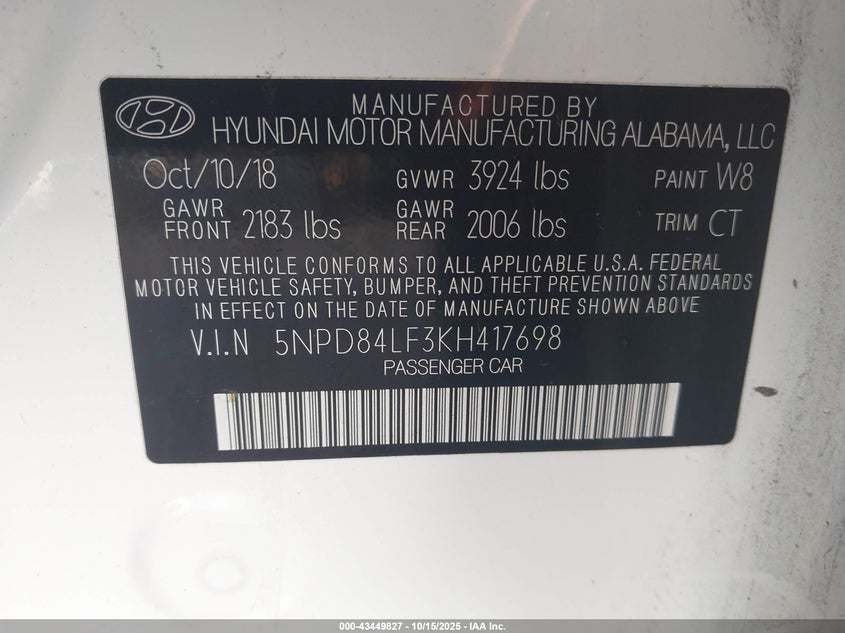 MANUFACTURED BY
HYUNDAI MOTOR MANUFACTURING ALABAMA, LLC
Oct/10/18 GVWR 3924 lbs PAINT W8
GAWR FRONT 2183 lbs GAWR REAR 2006 lbs TRIM CT
THIS VEHICLE CONFORMS TO ALL APPLICABLE U.S.A. FEDERAL
MOTOR VEHICLE SAFETY, BUMPER, AND THEFT PREVENTION STANDARDS
IN EFFECT ON THE DATE OF MANUFACTURE SHOWN ABOVE
V.I.N 5NPD84LF3KH417698
PASSENGER CAR
000-43449827 - 10/15/2025 - IAA Inc.